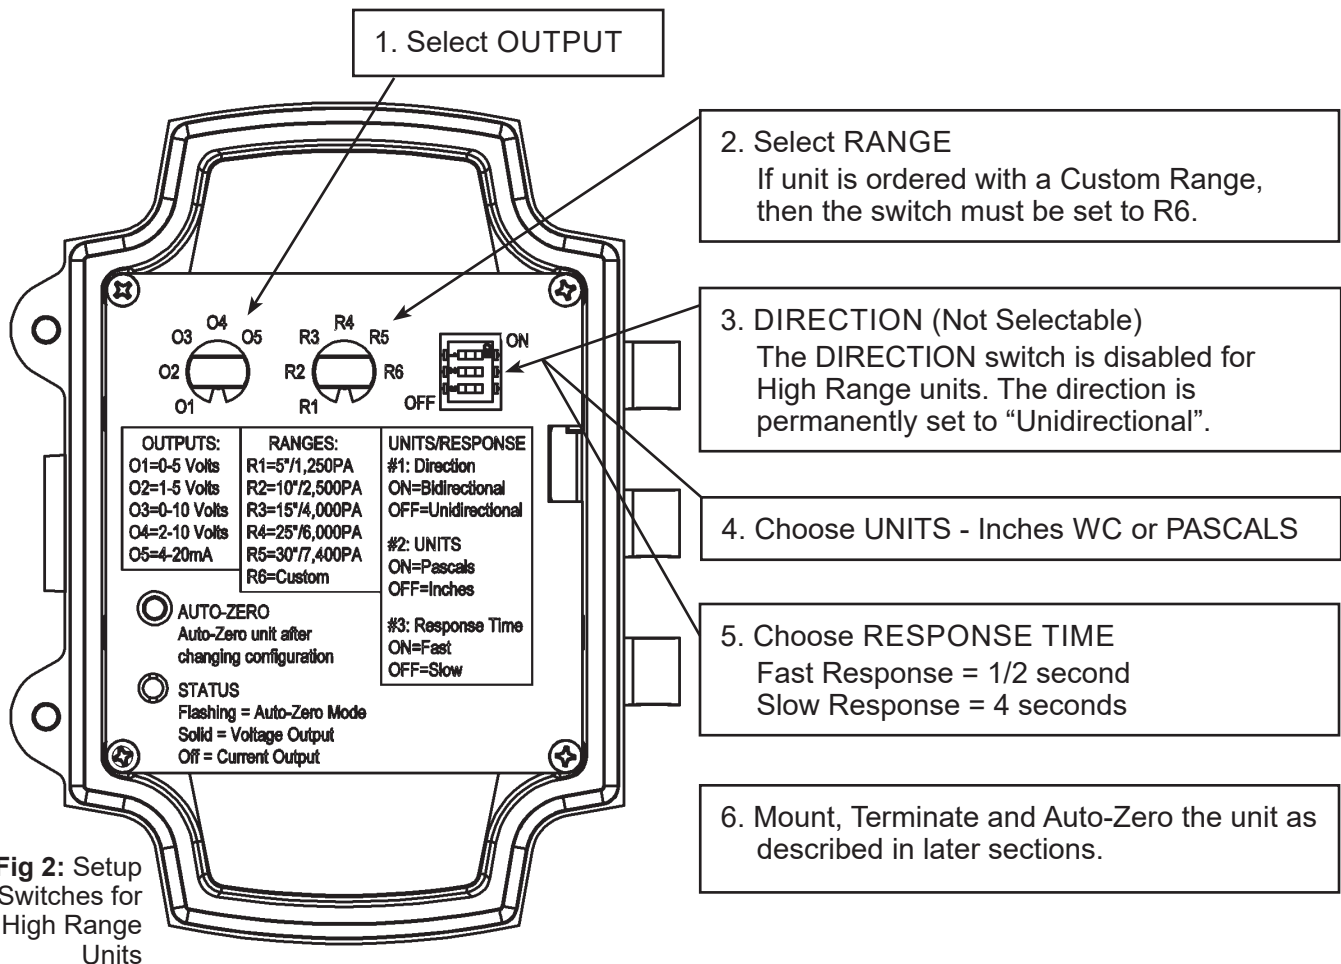 1. Select OUTPUT
2. Select RANGE
If unit is ordered with a Custom Range,
then the switch must be set to R6.
3. DIRECTION (Not Selectable)
The DIRECTION switch is disabled for
High Range units. The direction is
permanently set to “Unidirectional”.
4. Choose UNITS - Inches WC or PASCALS
5. Choose RESPONSE TIME
Fast Response = 1/2 second
Slow Response = 4 seconds
6. Mount, Terminate and Auto-Zero the unit as
described in later sections.
O1
O2
O3
O4
O5
R1
R2
R3
R4
R5
R6
ON
OFF
OUTPUTS:
O1=0-5 Volts
O2=1-5 Volts
O3=0-10 Volts
O4=2-10 Volts
O5=4-20mA
RANGES:
R1=5"/1,250PA
R2=10"/2,500PA
R3=15"/4,000PA
R4=25"/6,000PA
R5=30"/7,400PA
R6=Custom
UNITS/RESPONSE
#1: Direction
ON=Bidirectional
OFF=Unidirectional
#2: UNITS
ON=Pascals
OFF=Inches
#3: Response Time
ON=Fast
OFF=Slow
AUTO-ZERO
Auto-Zero unit after
changing configuration
STATUS
Flashing = Auto-Zero Mode
Solid = Voltage Output
Off = Current Output
Fig 2: Setup
Switches for
High Range
Units